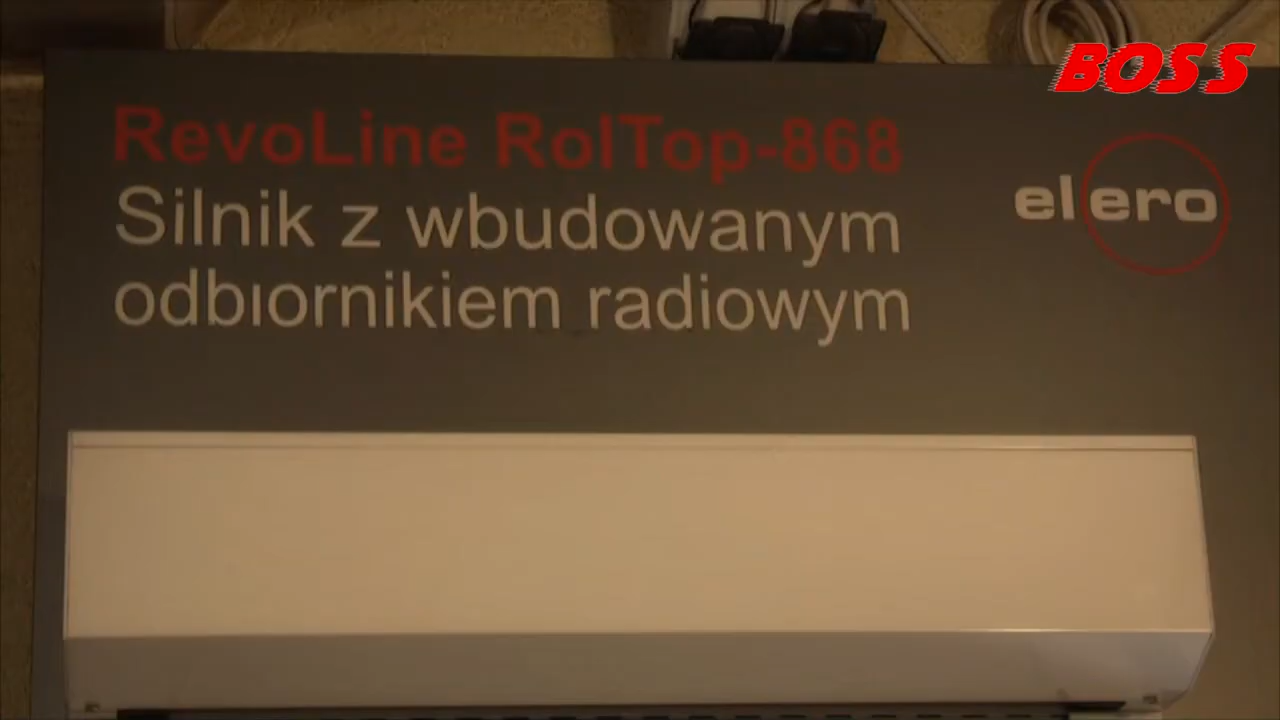 BOSS
RevoLine RolTop-868
elero
Silnik z wbudowanym
odbiornikiem radiowym